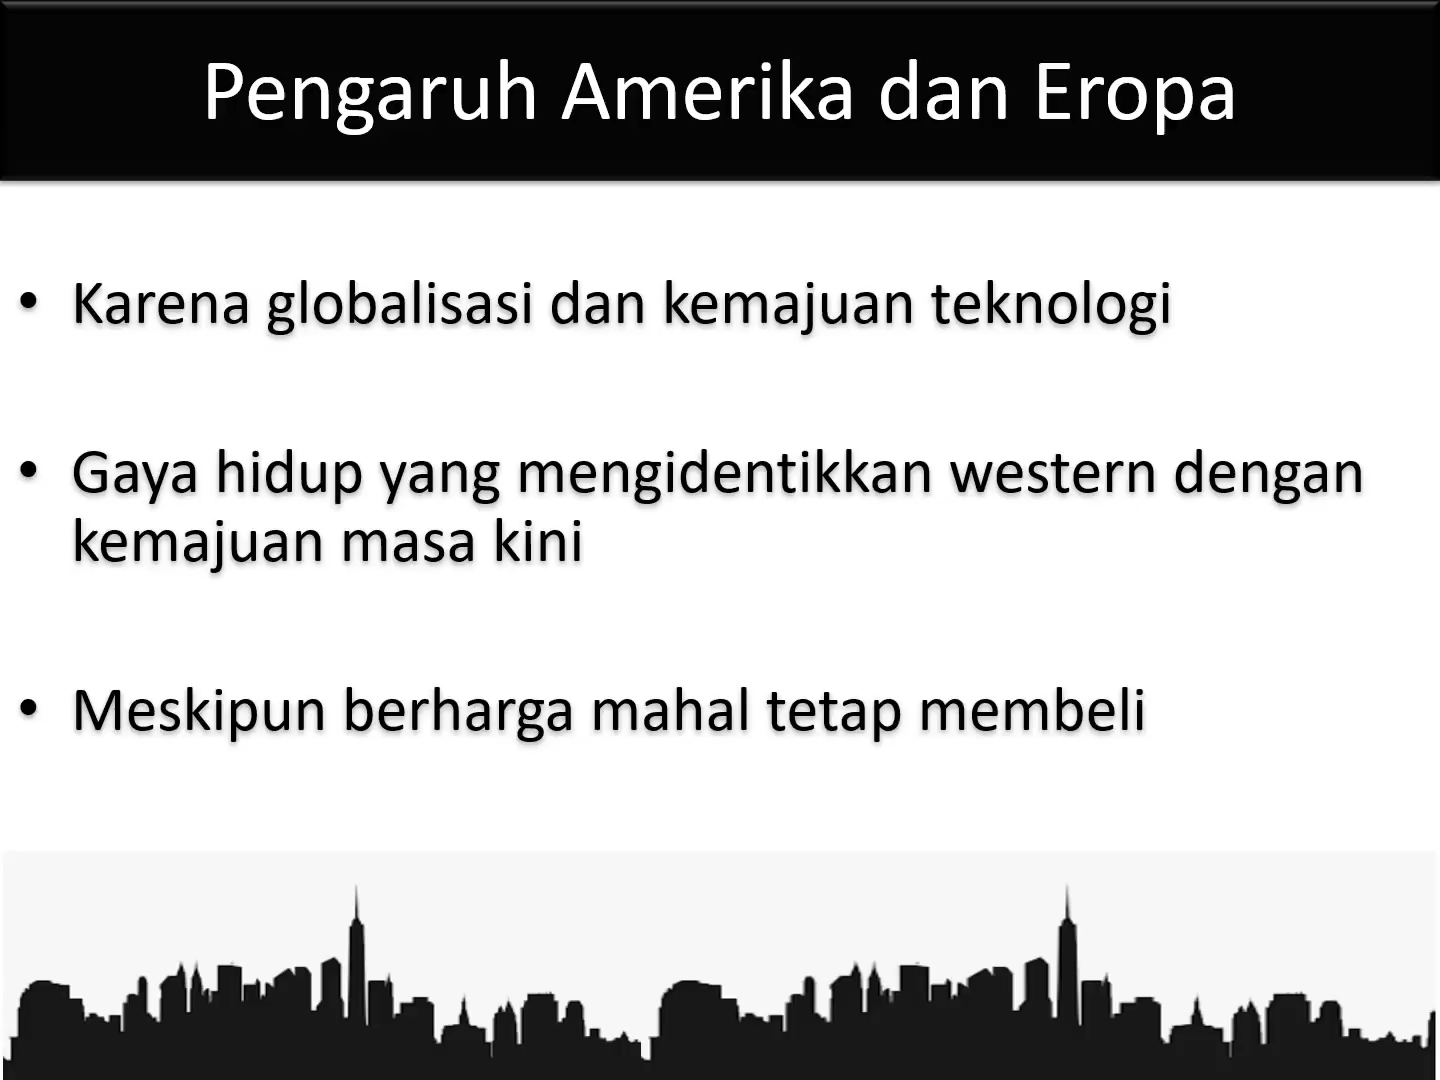 Pengaruh Amerika dan Eropa
• Karena globalisasi dan kemajuan teknologi
• Gaya hidup yang mengidentikkan western dengan
kemajuan masa kini
• Meskipun berharga mahal tetap membeli